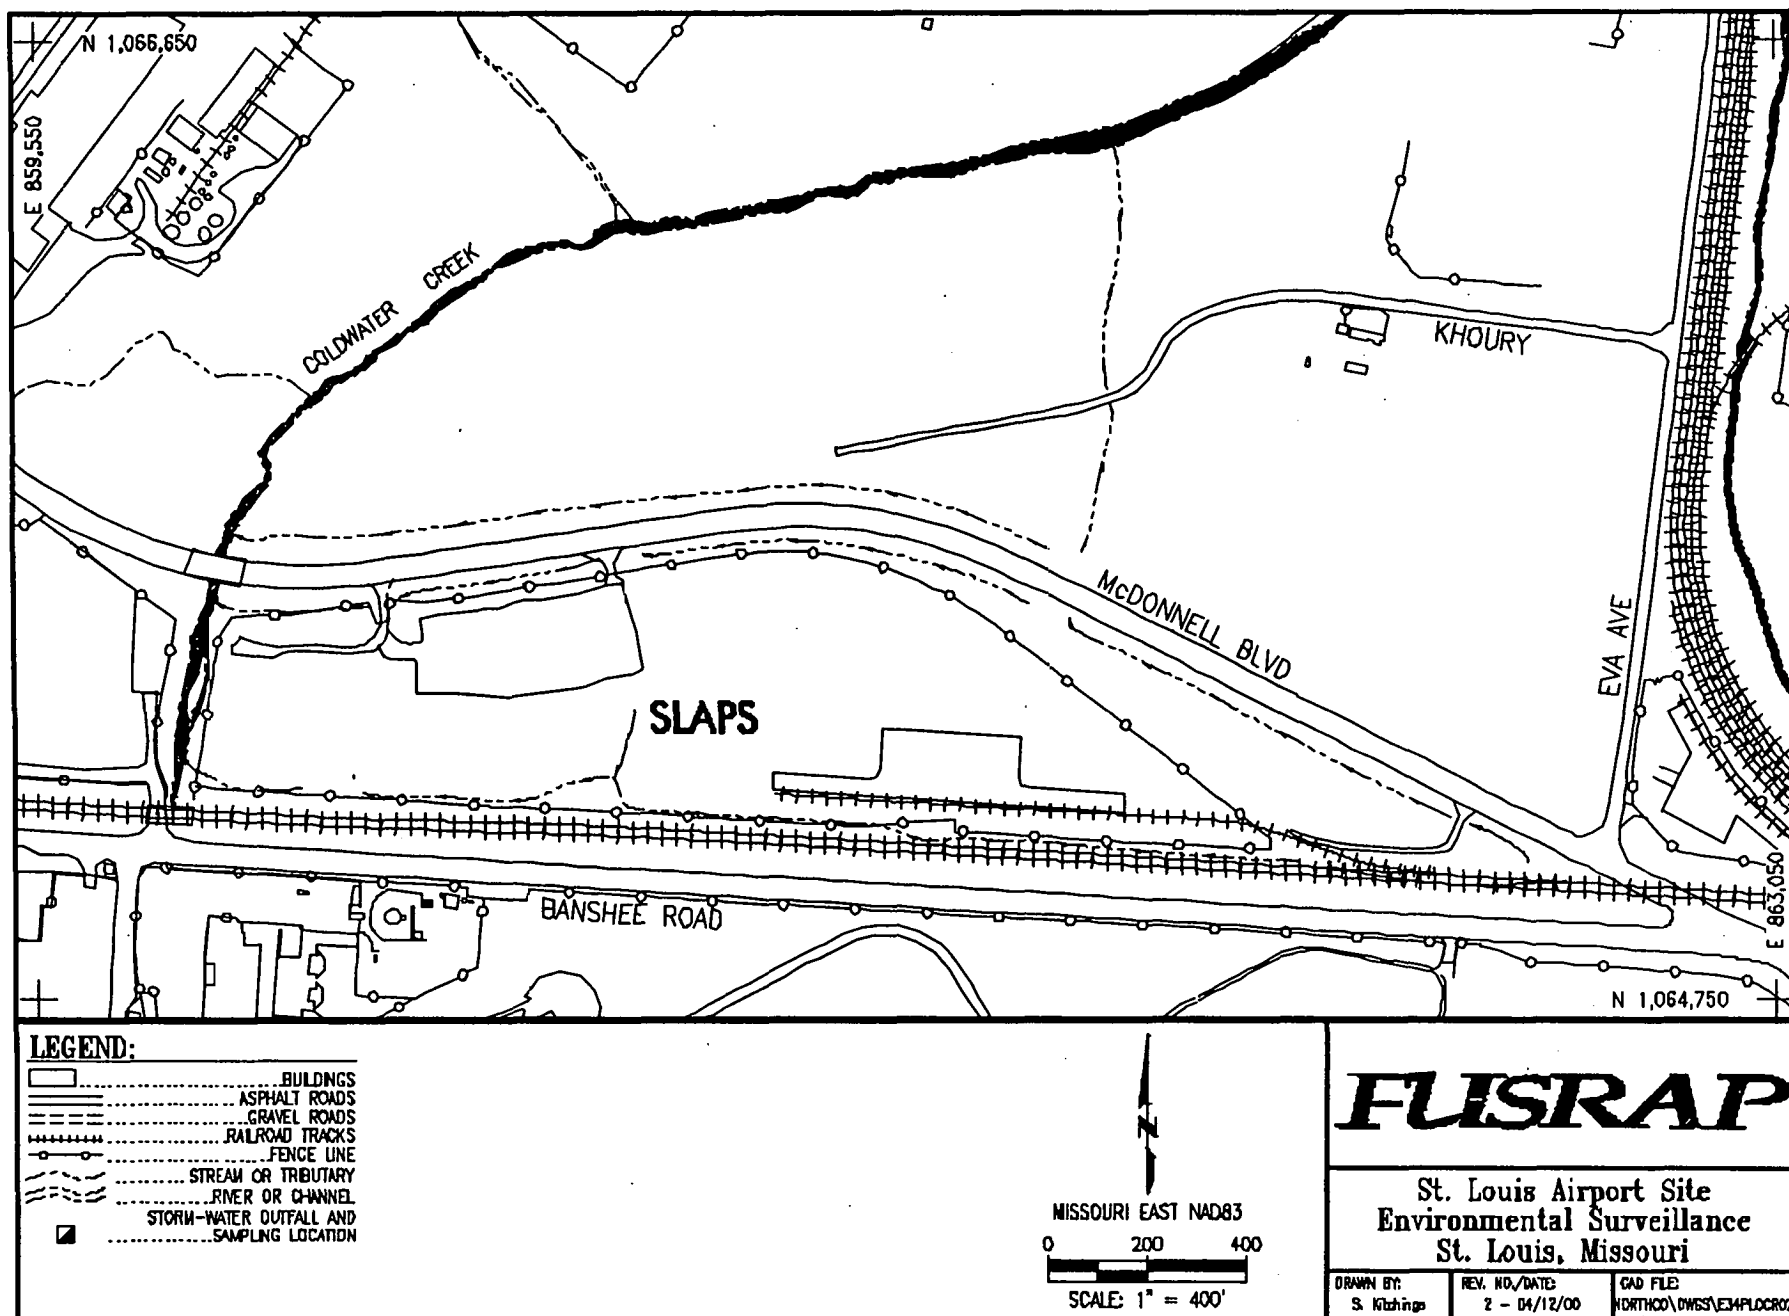 N 1,066,650
E 859,550
COLDWATER CREEK
KHOURY
McDONNELL BLVD
EVA AVE
SLAPS
BANSHEE ROAD
E 863,050
N 1,064,750
LEGEND:
BUILDINGS
ASPHALT ROADS
GRAVEL ROADS
RAILROAD TRACKS
FENCE LINE
STREAM OR TRIBUTARY
RIVER OR CHANNEL
STORM-WATER OUTFALL AND
SAMPLING LOCATION
N
MISSOURI EAST NAD83
0 200 400
SCALE: 1" = 400'
FUSRAP
St. Louis Airport Site
Environmental Surveillance
St. Louis, Missouri
DRAWN BY:
S. Kitchings
REV. NO./DATE:
2 - 04/12/00
CAD FILE: